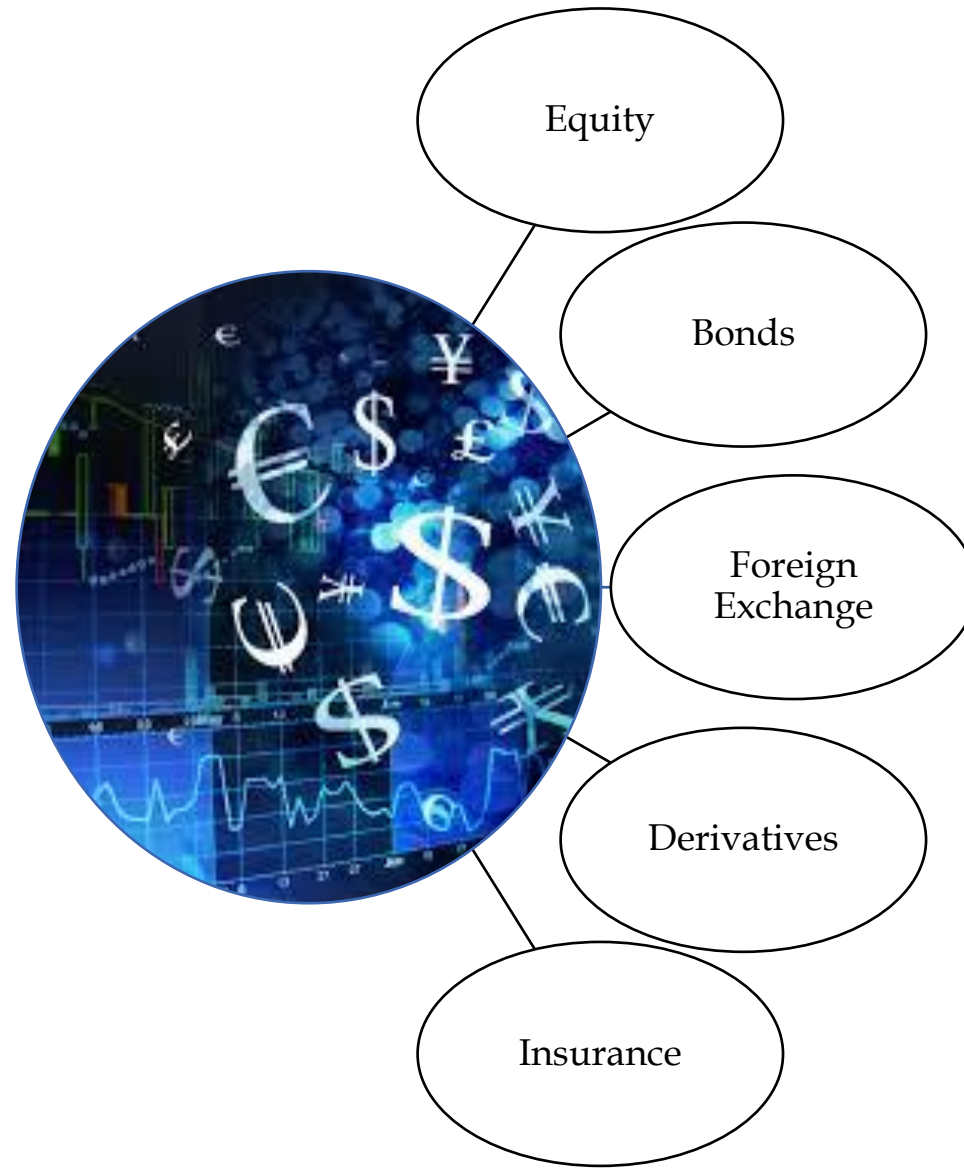 Equity
Bonds
Foreign
Exchange
Derivatives
Insurance
€
¥
€
$
£
$
£
¥
$
$
€
¥
€
$
¥
€